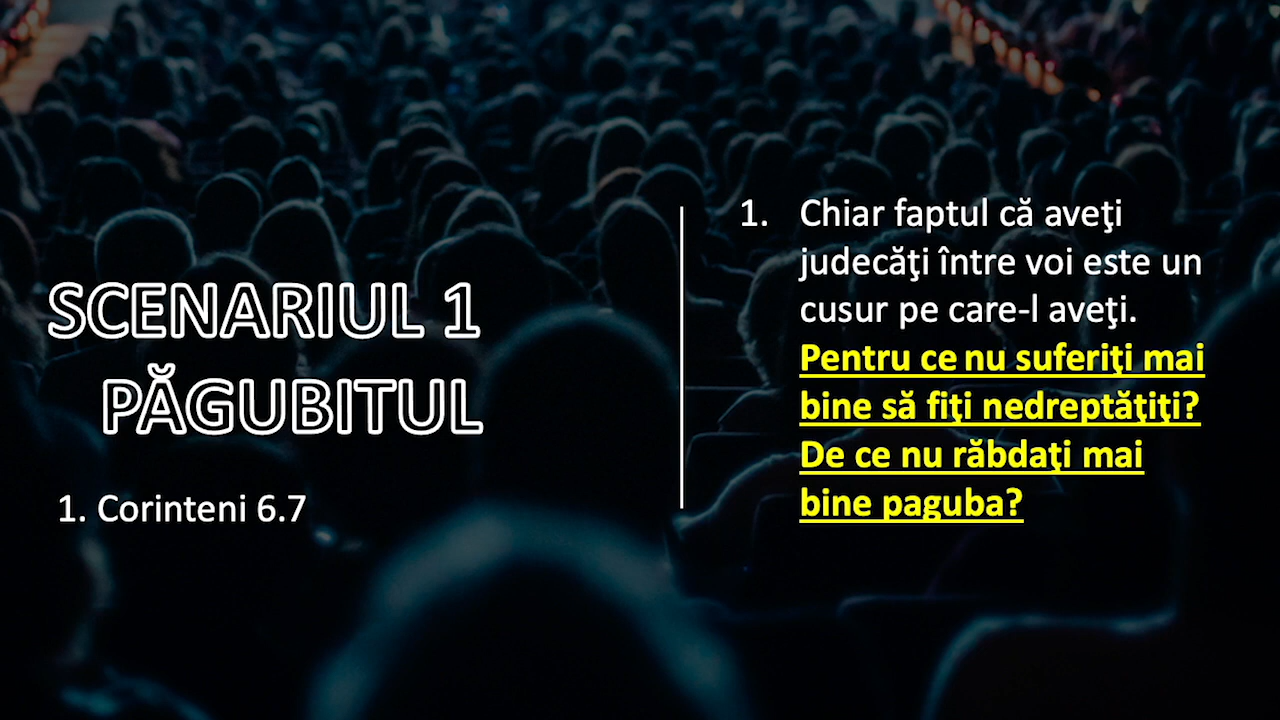 SCENARIUL 1
PĂGUBITUL
1. Corinteni 6.7
1. Chiar faptul că aveţi
judecăţi între voi este un
cusur pe care-l aveţi.
Pentru ce nu suferiţi mai
bine să fiţi nedreptăţiţi?
De ce nu răbdaţi mai
bine paguba?